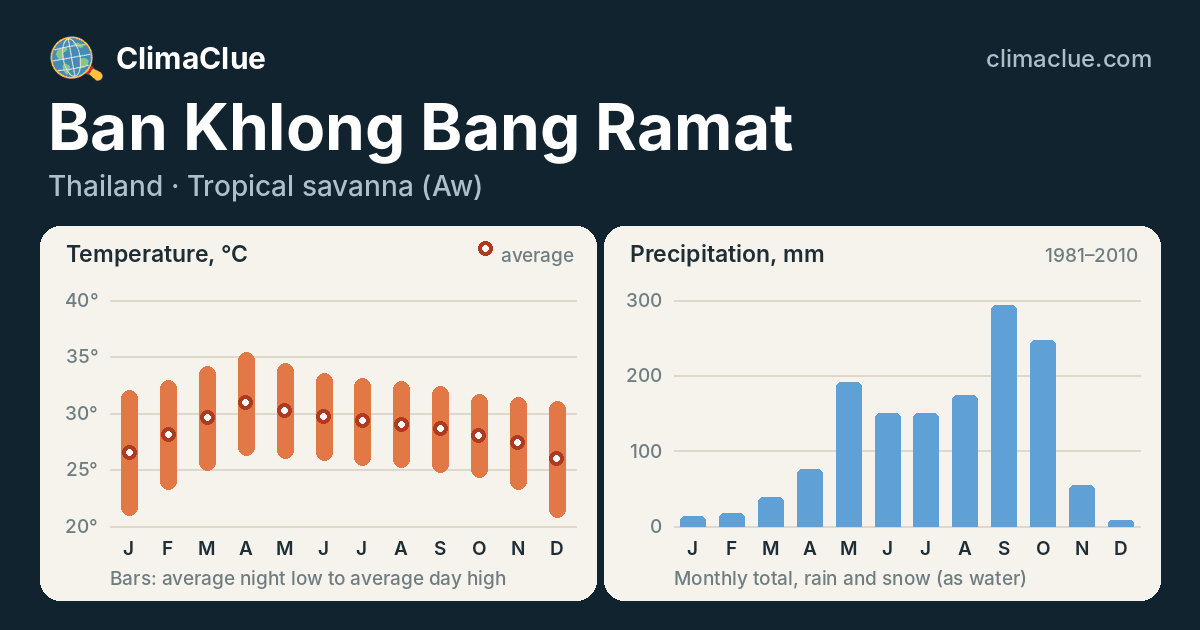 ClimaClue
climaclue.com
Ban Khlong Bang Ramat
Thailand · Tropical savanna (Aw)
Temperature, °C
average
40°
35°
30°
25°
20°
J F M A M J J A S O N D
Bars: average night low to average day high
Precipitation, mm
1981–2010
300
200
100
0
J F M A M J J A S O N D
Monthly total, rain and snow (as water)